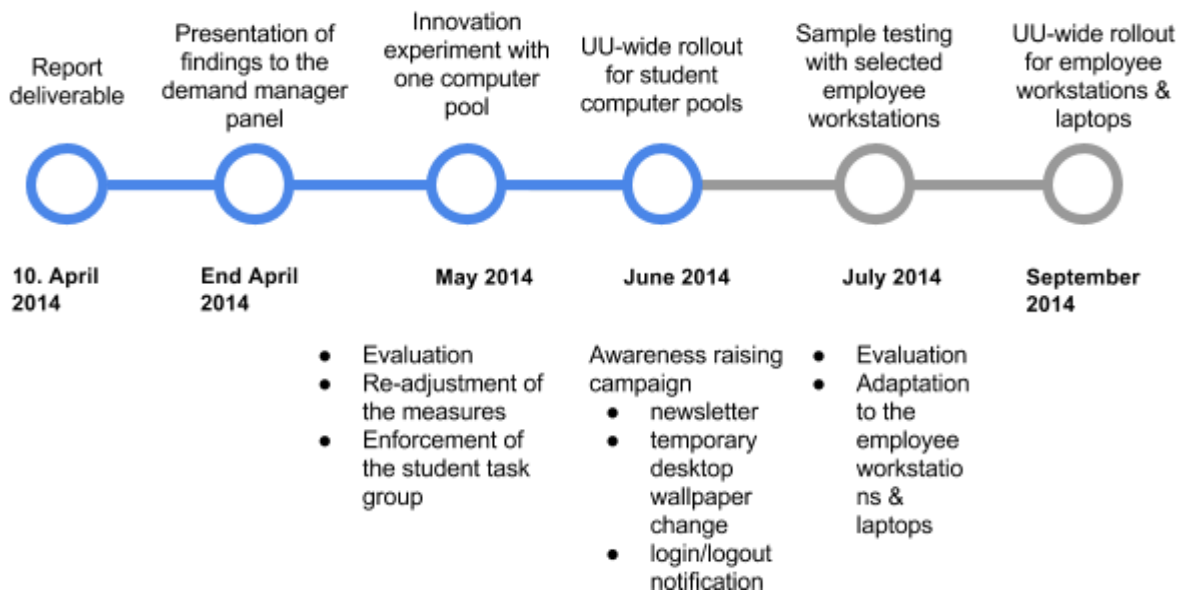 Report
deliverable
Presentation of
findings to the
demand manager
panel
Innovation
experiment with
one computer
pool
UU-wide rollout
for student
computer pools
Sample testing
with selected
employee
workstations
UU-wide rollout
for employee
workstations &
laptops
10. April
2014
End April
2014
May 2014
June 2014
July 2014
September
2014
● Evaluation
● Re-adjustment of
the measures
● Enforcement of
the student task
group
Awareness raising
campaign
● newsletter
● temporary
desktop
wallpaper
change
● login/logout
notification
● Evaluation
● Adaptation
to the
employee
workstatio
ns &
laptops